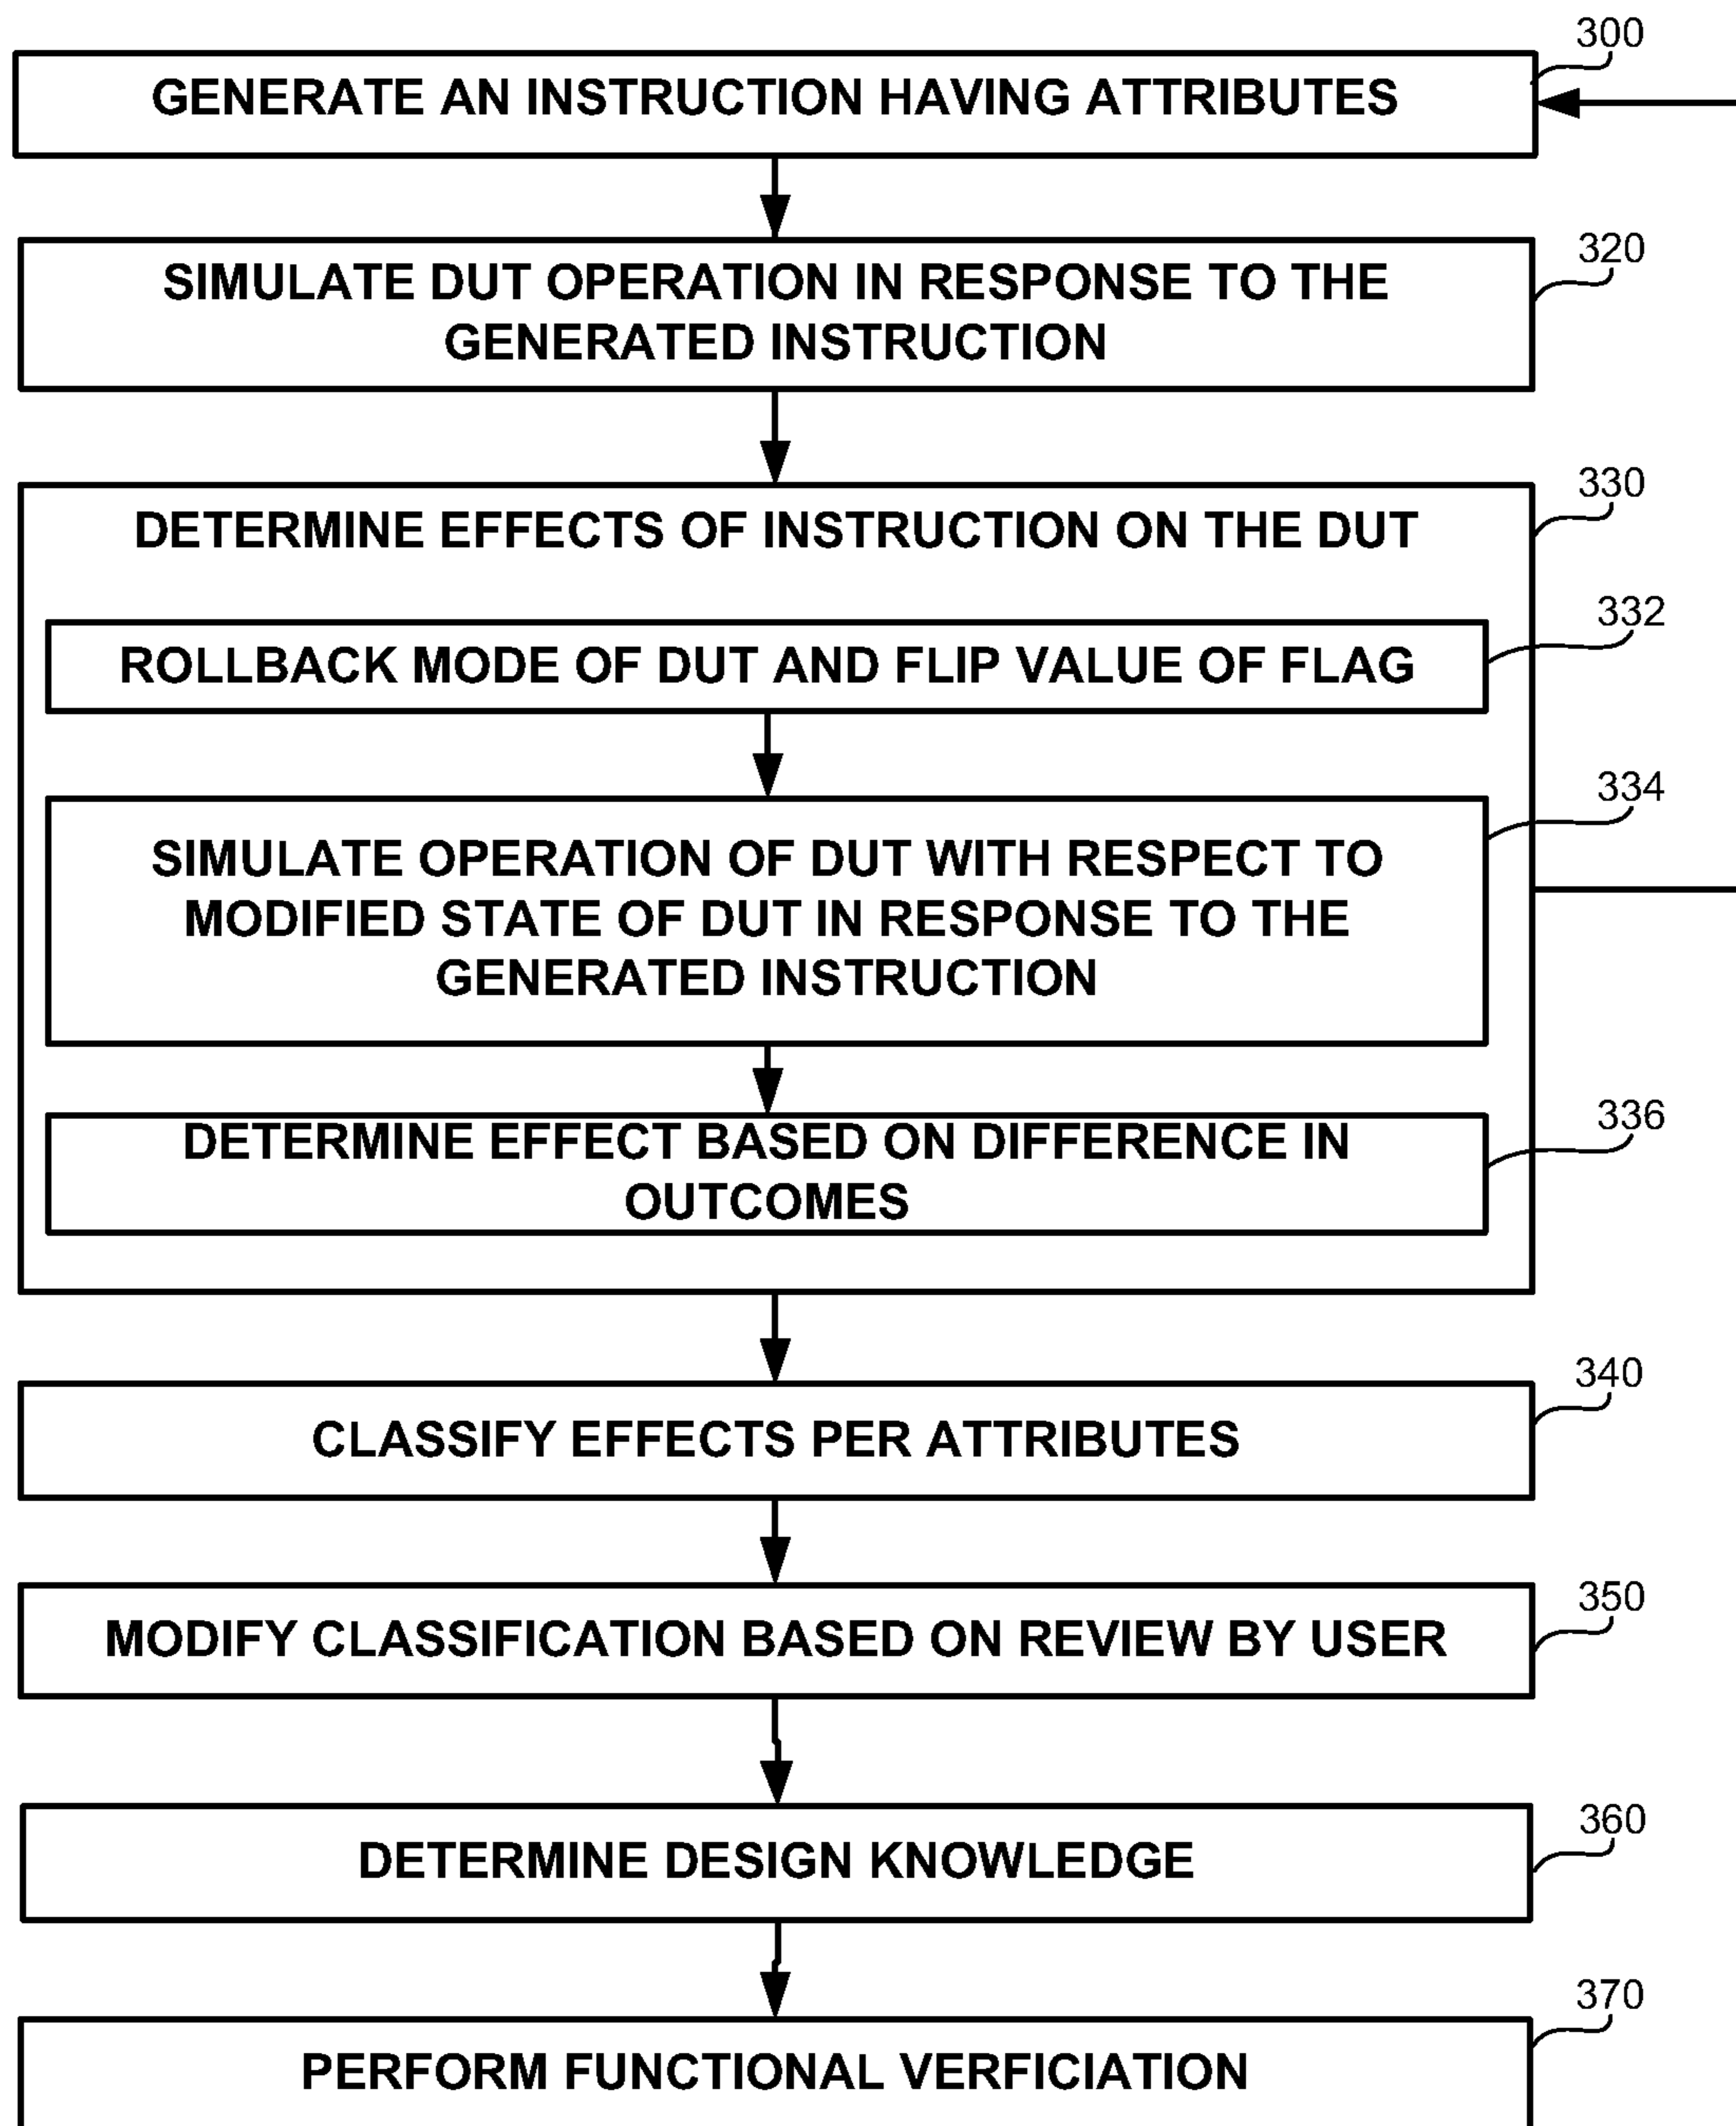 300
GENERATE AN INSTRUCTION HAVING ATTRIBUTES
320
SIMULATE DUT OPERATION IN RESPONSE TO THE
GENERATED INSTRUCTION
330
DETERMINE EFFECTS OF INSTRUCTION ON THE DUT
332
ROLLBACK MODE OF DUT AND FLIP VALUE OF FLAG
334
SIMULATE OPERATION OF DUT WITH RESPECT TO
MODIFIED STATE OF DUT IN RESPONSE TO THE
GENERATED INSTRUCTION
336
DETERMINE EFFECT BASED ON DIFFERENCE IN
OUTCOMES
340
CLASSIFY EFFECTS PER ATTRIBUTES
350
MODIFY CLASSIFICATION BASED ON REVIEW BY USER
360
DETERMINE DESIGN KNOWLEDGE
370
PERFORM FUNCTIONAL VERFICIATION